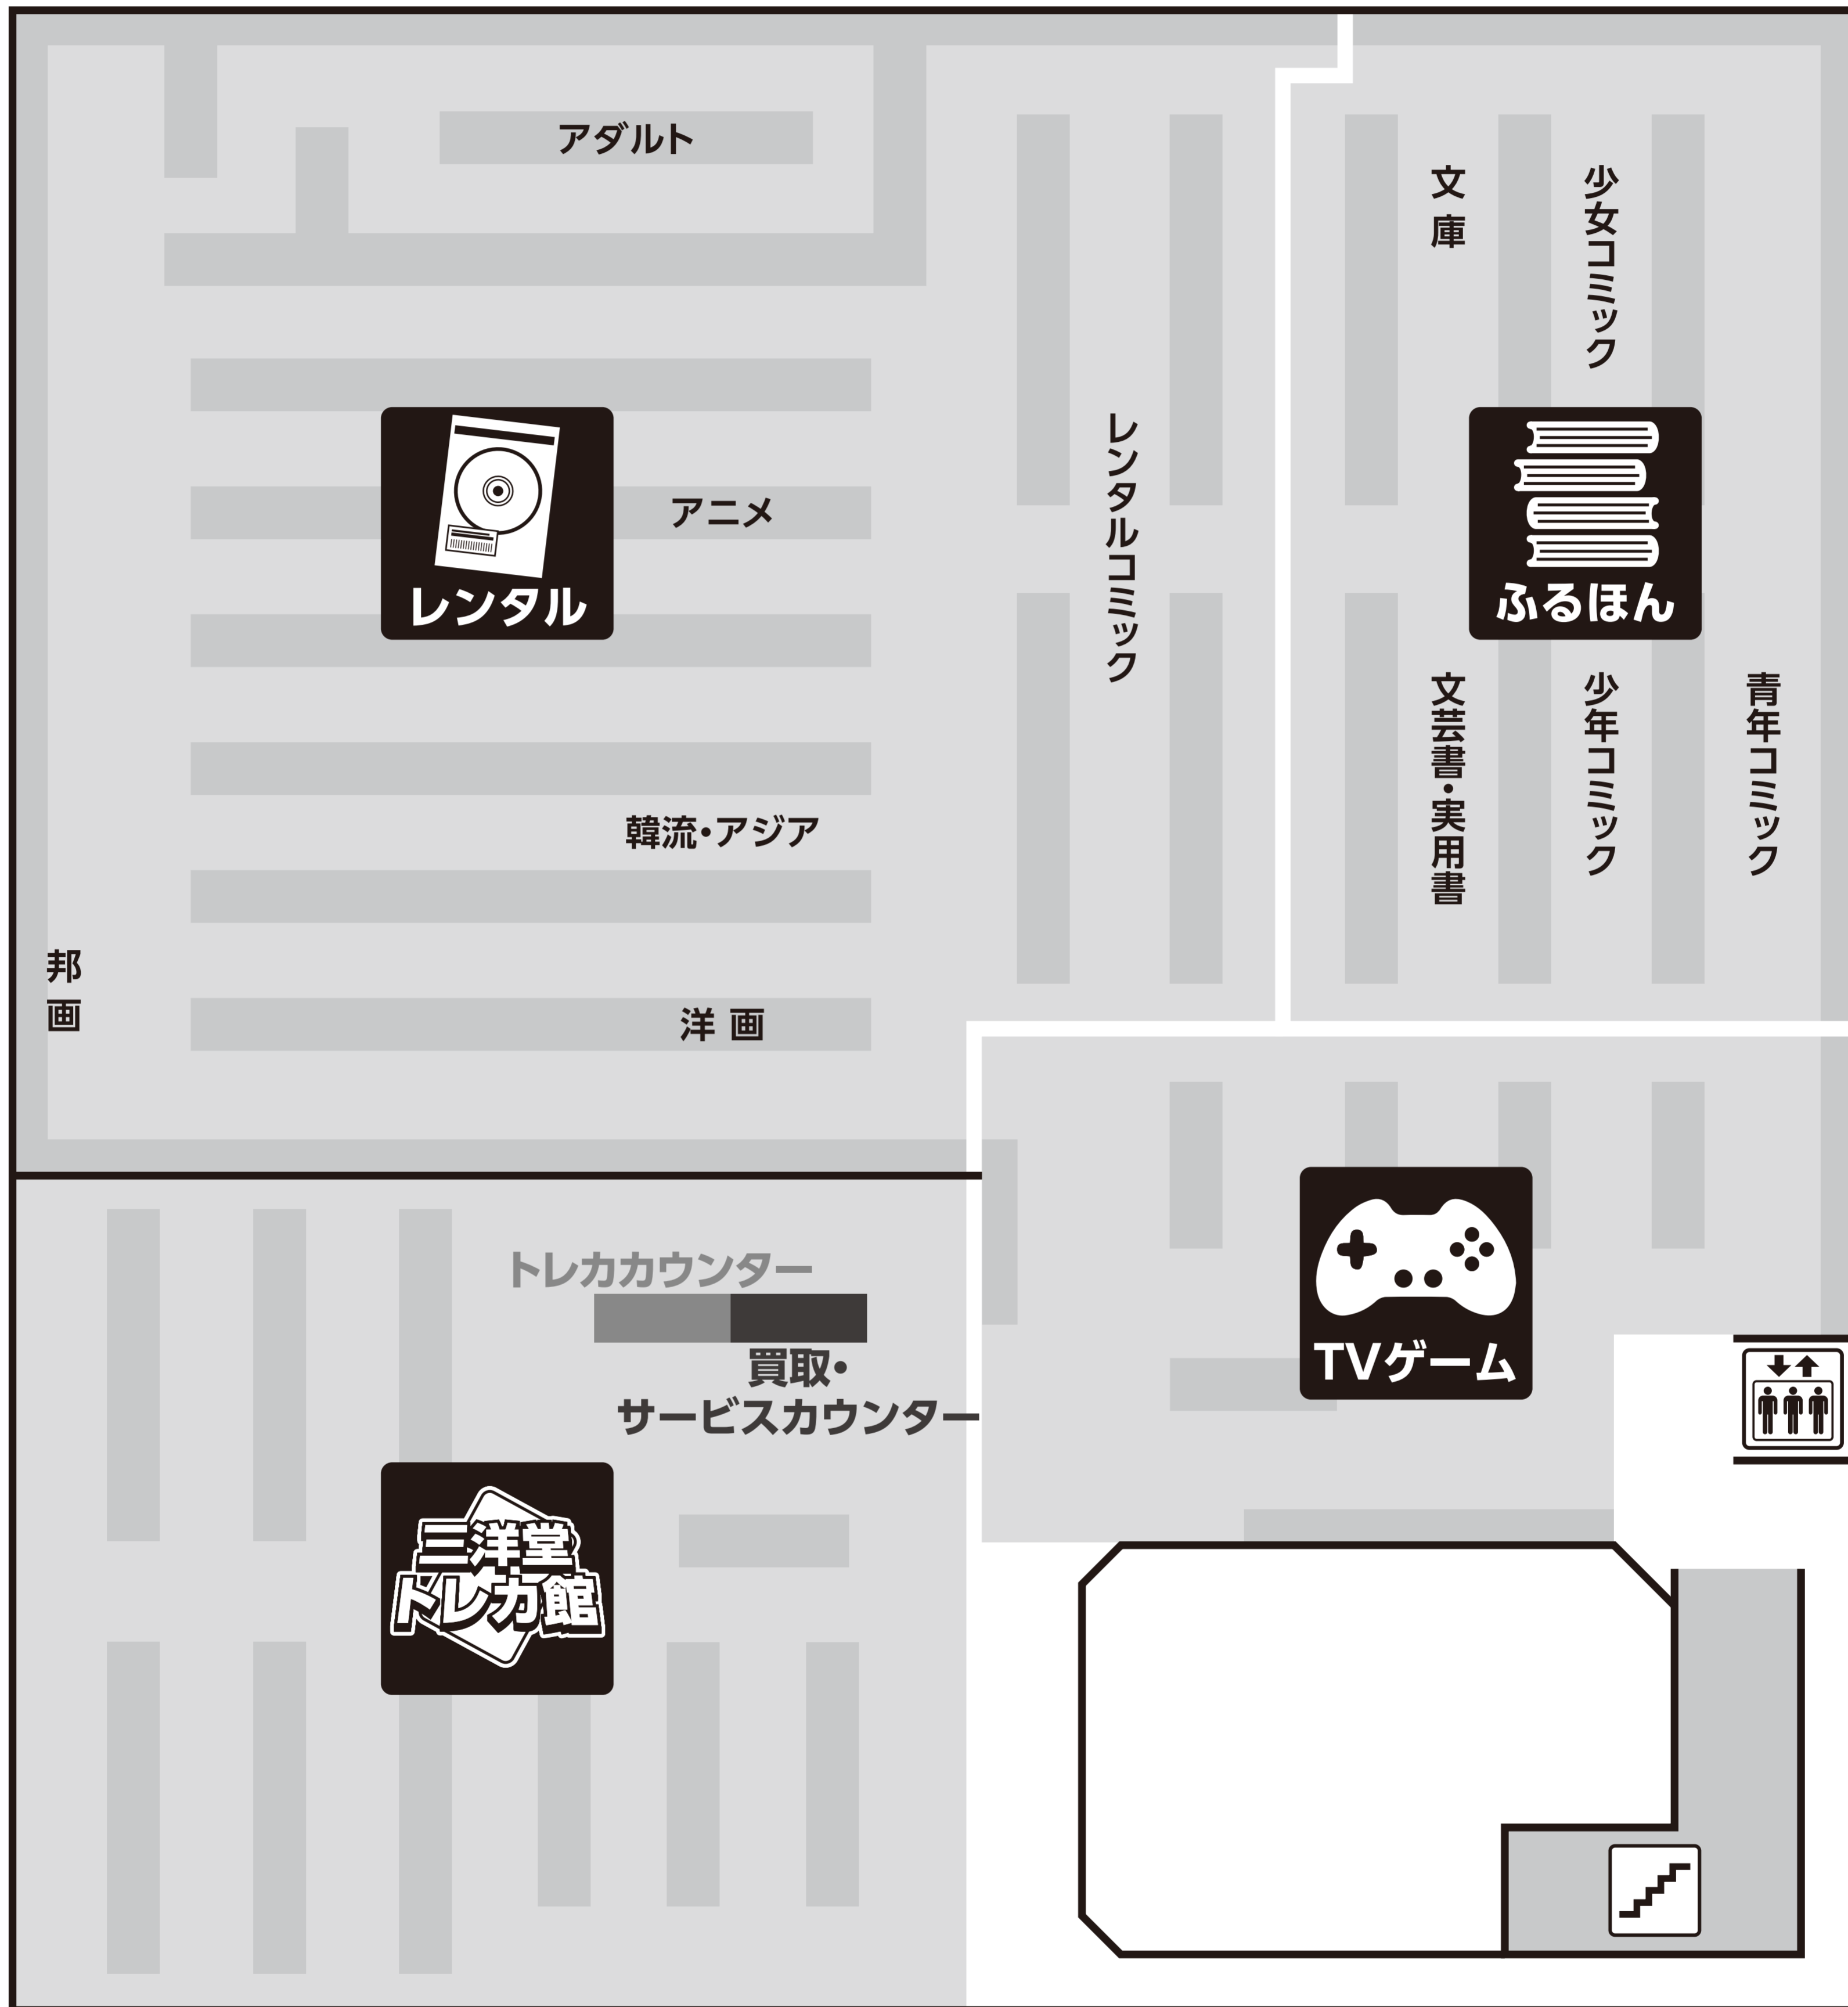 アダルト
文庫
少女コミック
レンタルコミック
アニメ
レンタル
ふるほん
文芸書・実用書
少年コミック
青年コミック
韓流・アジア
邦画
洋画
トレカカウンター
買取・
サービスカウンター
TVゲーム
三洋堂
トレカ館